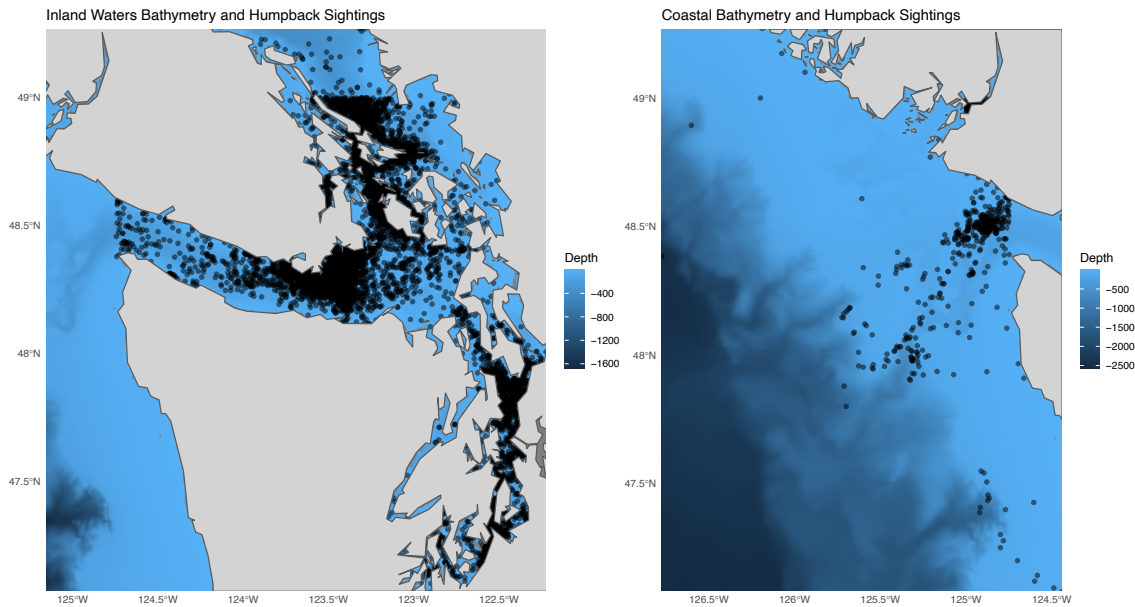 Inland Waters Bathymetry and Humpback Sightings
49°N
48.5°N
48°N
47.5°N
125°W
124.5°W
124°W
123.5°W
123°W
122.5°W
Depth
−400
−800
−1200
−1600
Coastal Bathymetry and Humpback Sightings
49°N
48.5°N
48°N
47.5°N
126.5°W
126°W
125.5°W
125°W
124.5°W
Depth
−500
−1000
−1500
−2000
−2500